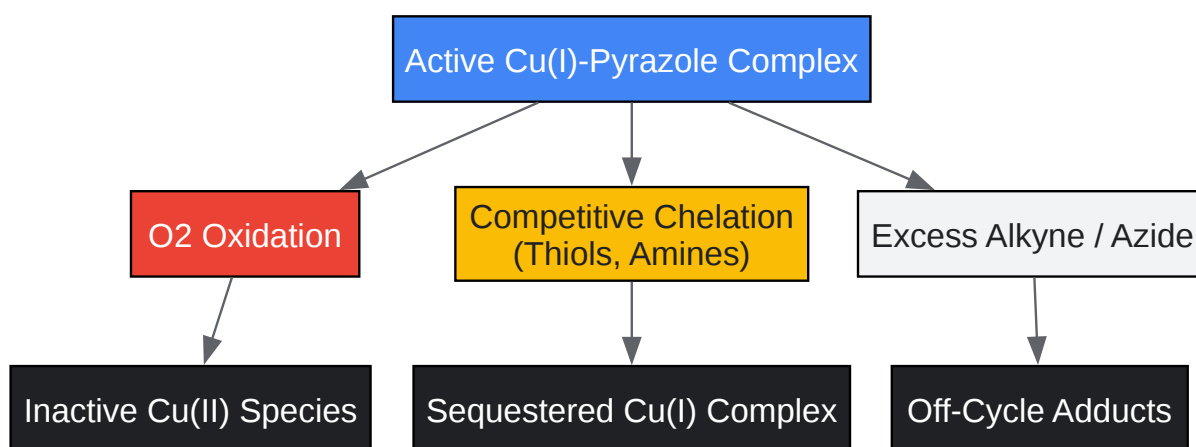 Active Cu(I)-Pyrazole Complex
O2 Oxidation
Competitive Chelation
(Thiols, Amines)
Excess Alkyne / Azide
Inactive Cu(II) Species
Sequestered Cu(I) Complex
Off-Cycle Adducts